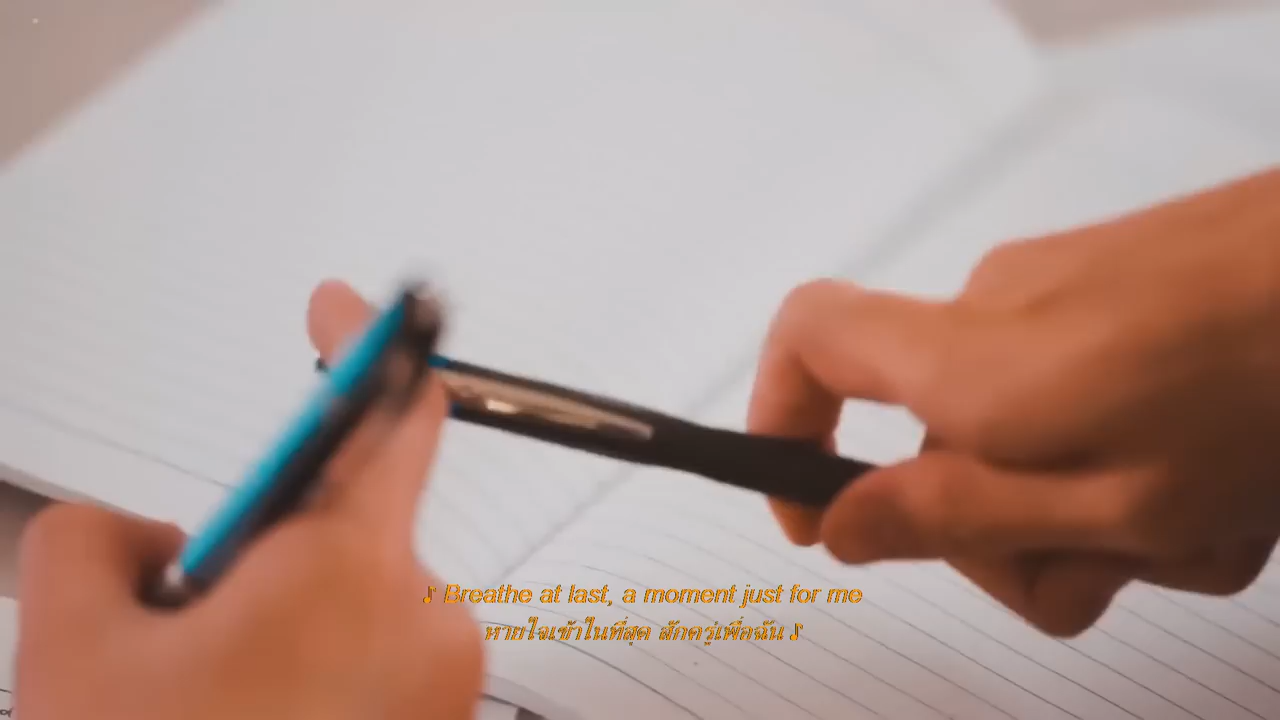 ♪ Breathe at last, a moment just for me
หายใจเข้าในที่สุด สักครู่เพื่อฉัน ♪